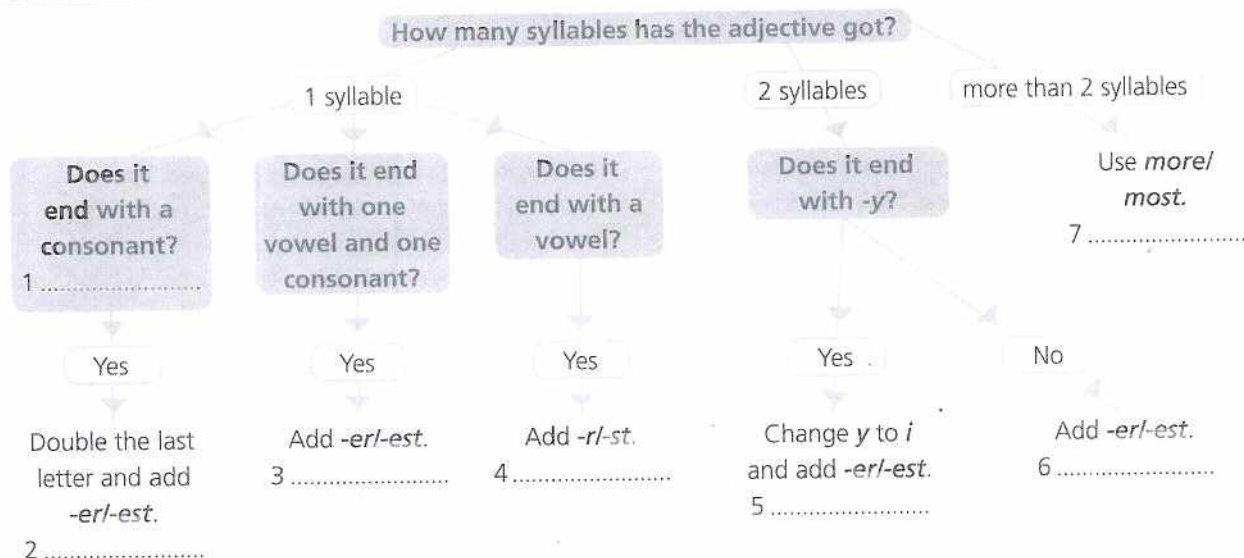 How many syllables has the adjective got?
1 syllable
2 syllables
more than 2 syllables
Does it
end with a
consonant?
1 ........................
Does it end
with one
vowel and one
consonant?
Does it
end with a
vowel?
Does it end
with -y?
Use more/
most.
7 ........................
Yes
Yes
Yes
Yes
No
Double the last
letter and add
-er/-est.
2 ........................
Add -er/-est.
3 ........................
Add -r/-st.
4 ........................
Change y to i
and add -er/-est.
5 ........................
Add -er/-est.
6 ........................